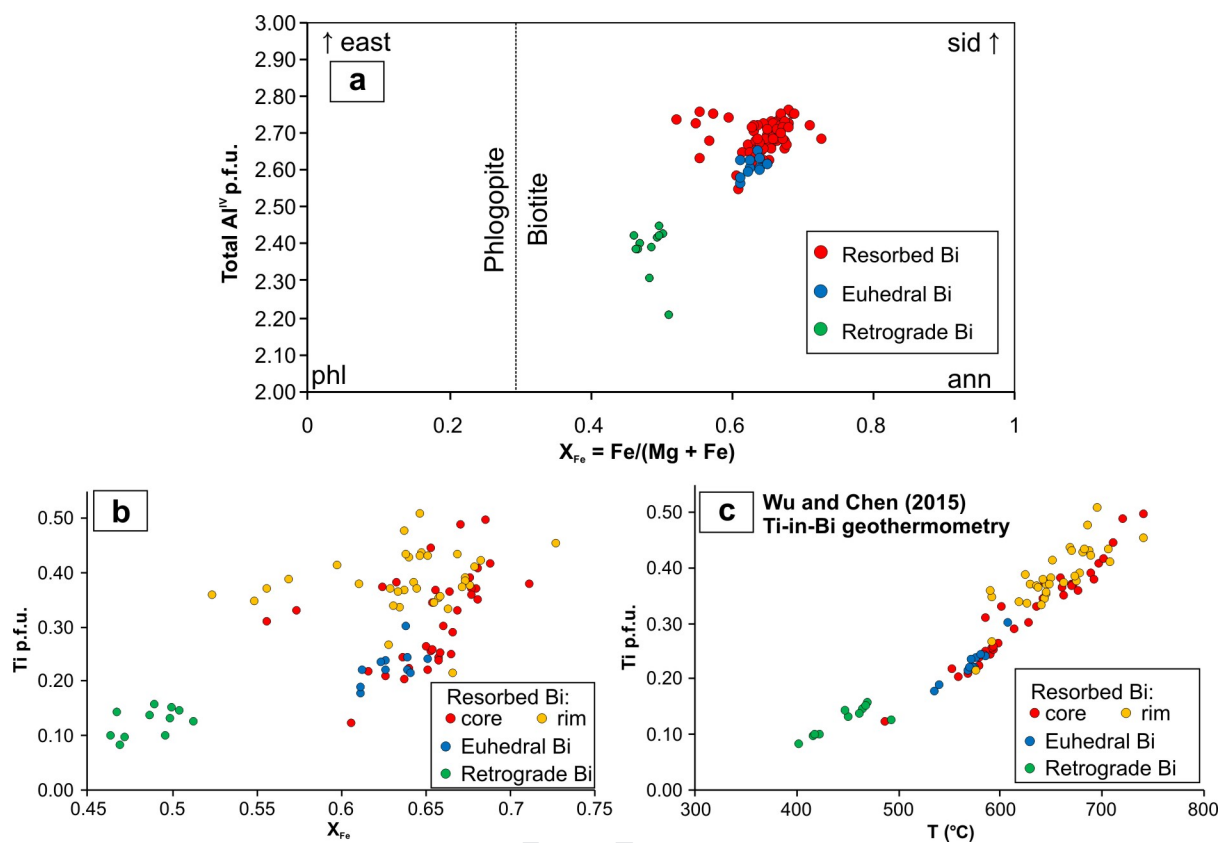 3.00
2.90
2.80
2.70
2.60
2.50
2.40
2.30
2.20
2.10
2.00
Total Al^IV p.f.u.
↑ east
sid ↑
a
Phlogopite
Biotite
Resorbed Bi
Euhedral Bi
Retrograde Bi
phl
ann
0 0.2 0.4 0.6 0.8 1
X_Fe = Fe/(Mg + Fe)
b
0.50
0.40
0.30
0.20
0.10
0.00
Ti p.f.u.
Resorbed Bi:
core rim
Euhedral Bi
Retrograde Bi
0.45 0.5 0.55 0.6 0.65 0.7 0.75
X_Fe
c
Wu and Chen (2015)
Ti-in-Bi geothermometry
0.50
0.40
0.30
0.20
0.10
0.00
Ti p.f.u.
Resorbed Bi:
core rim
Euhedral Bi
Retrograde Bi
300 400 500 600 700 800
T (°C)